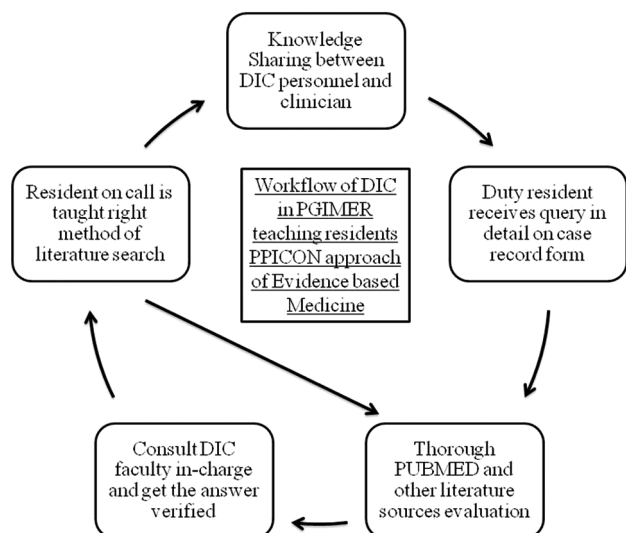 Knowledge
Sharing between
DIC personnel and
clinician
Resident on call is
taught right
method of
literature search
Workflow of DIC
in PGIMER
teaching residents
PPICON approach
of Evidence based
Medicine
Duty resident
receives query in
detail on case
record form
Consult DIC
faculty in-charge
and get the answer
verified
Thorough
PUBMED and
other literature
sources evaluation